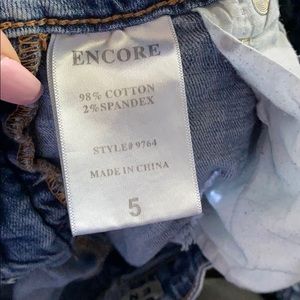 ENCORE
98% COTTON
2% SPANDEX
STYLE# 9764
MADE IN CHINA
5